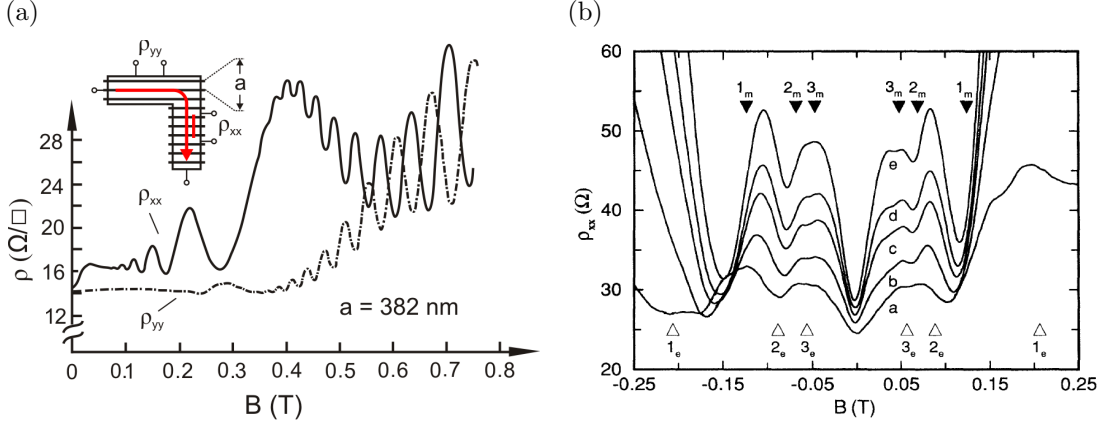 (a)
ρyy
a
ρxx
28
24
20
16
12
ρ (Ω/□)
ρxx
ρyy
a = 382 nm
0 0.1 0.2 0.3 0.4 0.5 0.6 0.7 0.8
B (T)
(b)
60
50
40
30
20
ρxx (Ω)
1m 2m 3m 3m 2m 1m
e
d
c
b
a
1e 2e 3e 3e 2e 1e
-0.25 -0.15 -0.05 0.05 0.15 0.25
B (T)